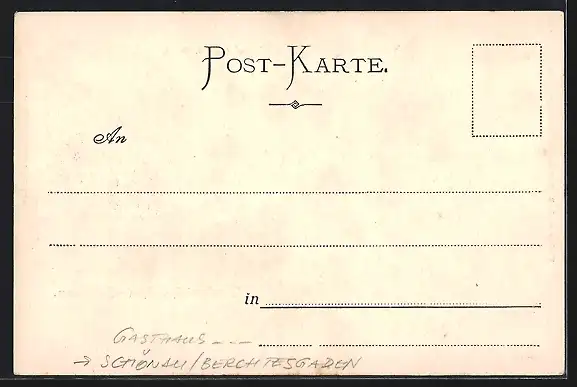 POST-KARTE.
An
in
GASTHAUS - - -
→ SCHÖNAU/BERCHTESGADEN